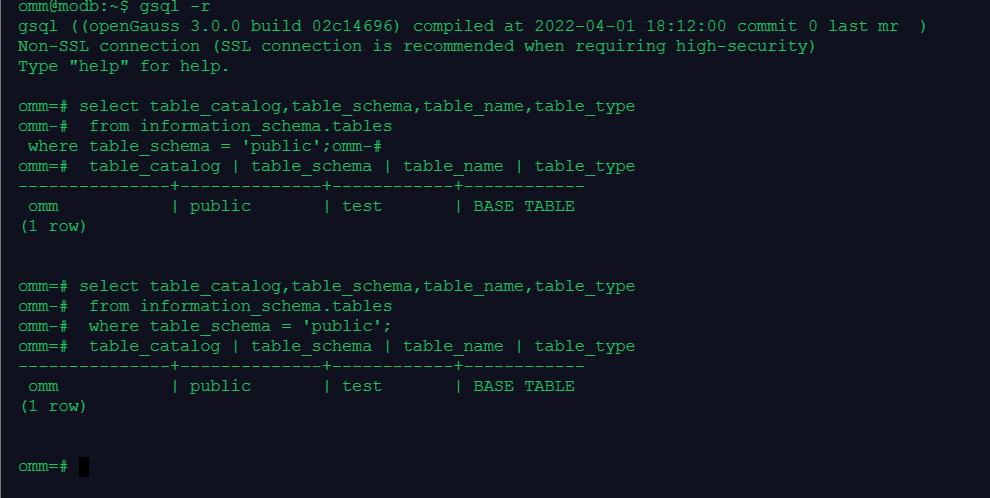 omm@modb:~$ gsql -r
gsql ((openGauss 3.0.0 build 02c14696) compiled at 2022-04-01 18:12:00 commit 0 last mr  )
Non-SSL connection (SSL connection is recommended when requiring high-security)
Type "help" for help.

omm=# select table_catalog,table_schema,table_name,table_type
omm-#  from information_schema.tables
 where table_schema = 'public';omm-#
omm=#  table_catalog | table_schema | table_name | table_type
---------------+--------------+------------+------------
 omm           | public       | test       | BASE TABLE
(1 row)


omm=# select table_catalog,table_schema,table_name,table_type
omm-#  from information_schema.tables
omm-#  where table_schema = 'public';
omm=#  table_catalog | table_schema | table_name | table_type
---------------+--------------+------------+------------
 omm           | public       | test       | BASE TABLE
(1 row)


omm=#